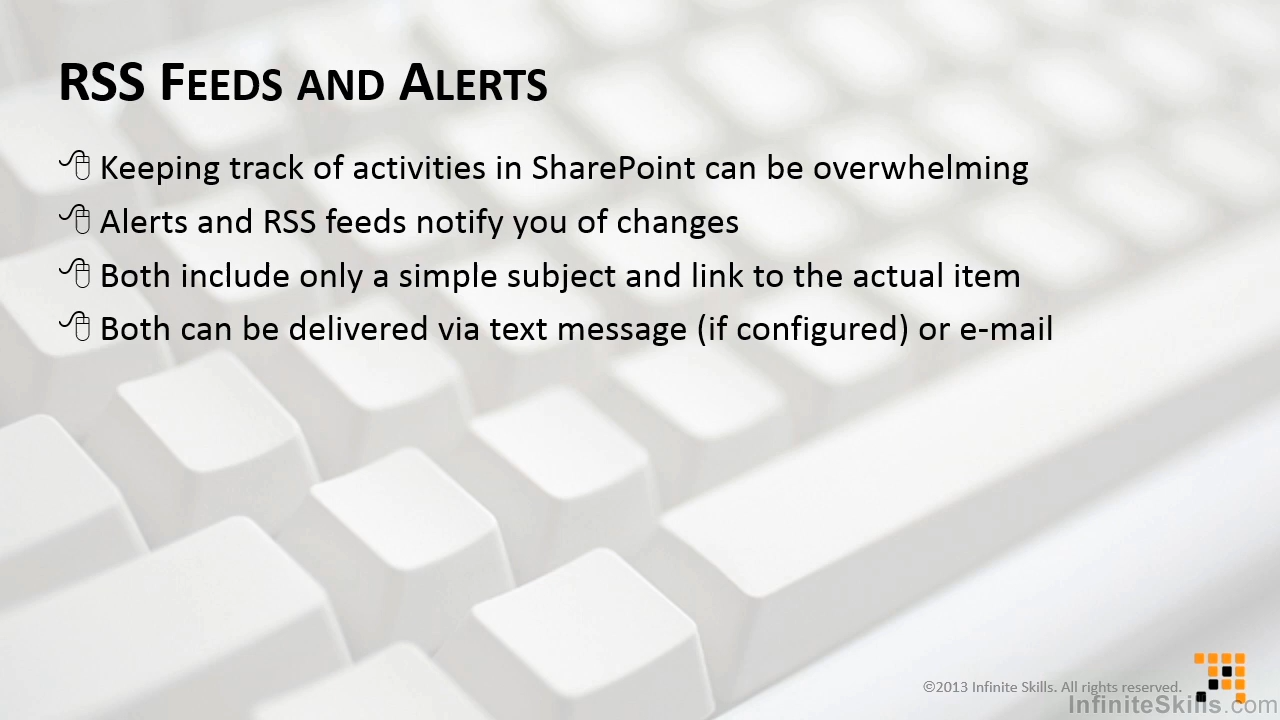 RSS FEEDS AND ALERTS
Keeping track of activities in SharePoint can be overwhelming
Alerts and RSS feeds notify you of changes
Both include only a simple subject and link to the actual item
Both can be delivered via text message (if configured) or e-mail
©2013 Infinite Skills. All rights reserved.
InfiniteSkills.com